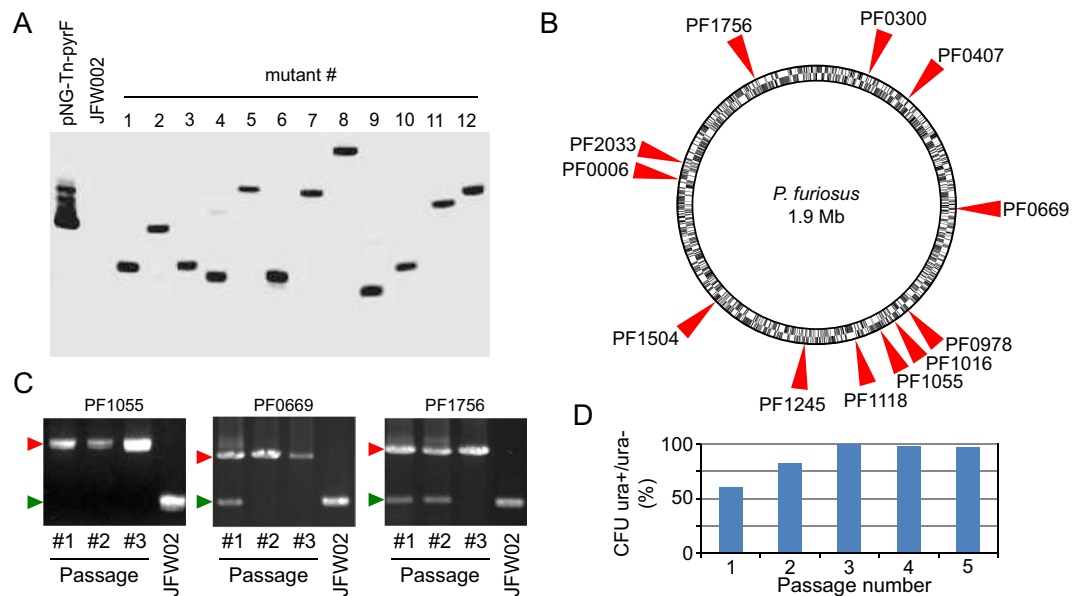 A
pNG-Tn-pyrF
JFW002
mutant #
1 2 3 4 5 6 7 8 9 10 11 12
B
PF1756
PF0300
PF0407
PF2033
PF0006
P. furiosus
1.9 Mb
PF0669
PF1504
PF0978
PF1016
PF1055
PF1118
PF1245
C
PF1055
PF0669
PF1756
#1 #2 #3
Passage
JFW02
#1 #2 #3
Passage
JFW02
#1 #2 #3
Passage
JFW02
D
CFU ura+/ura-
(%)
100
50
0
1 2 3 4 5
Passage number